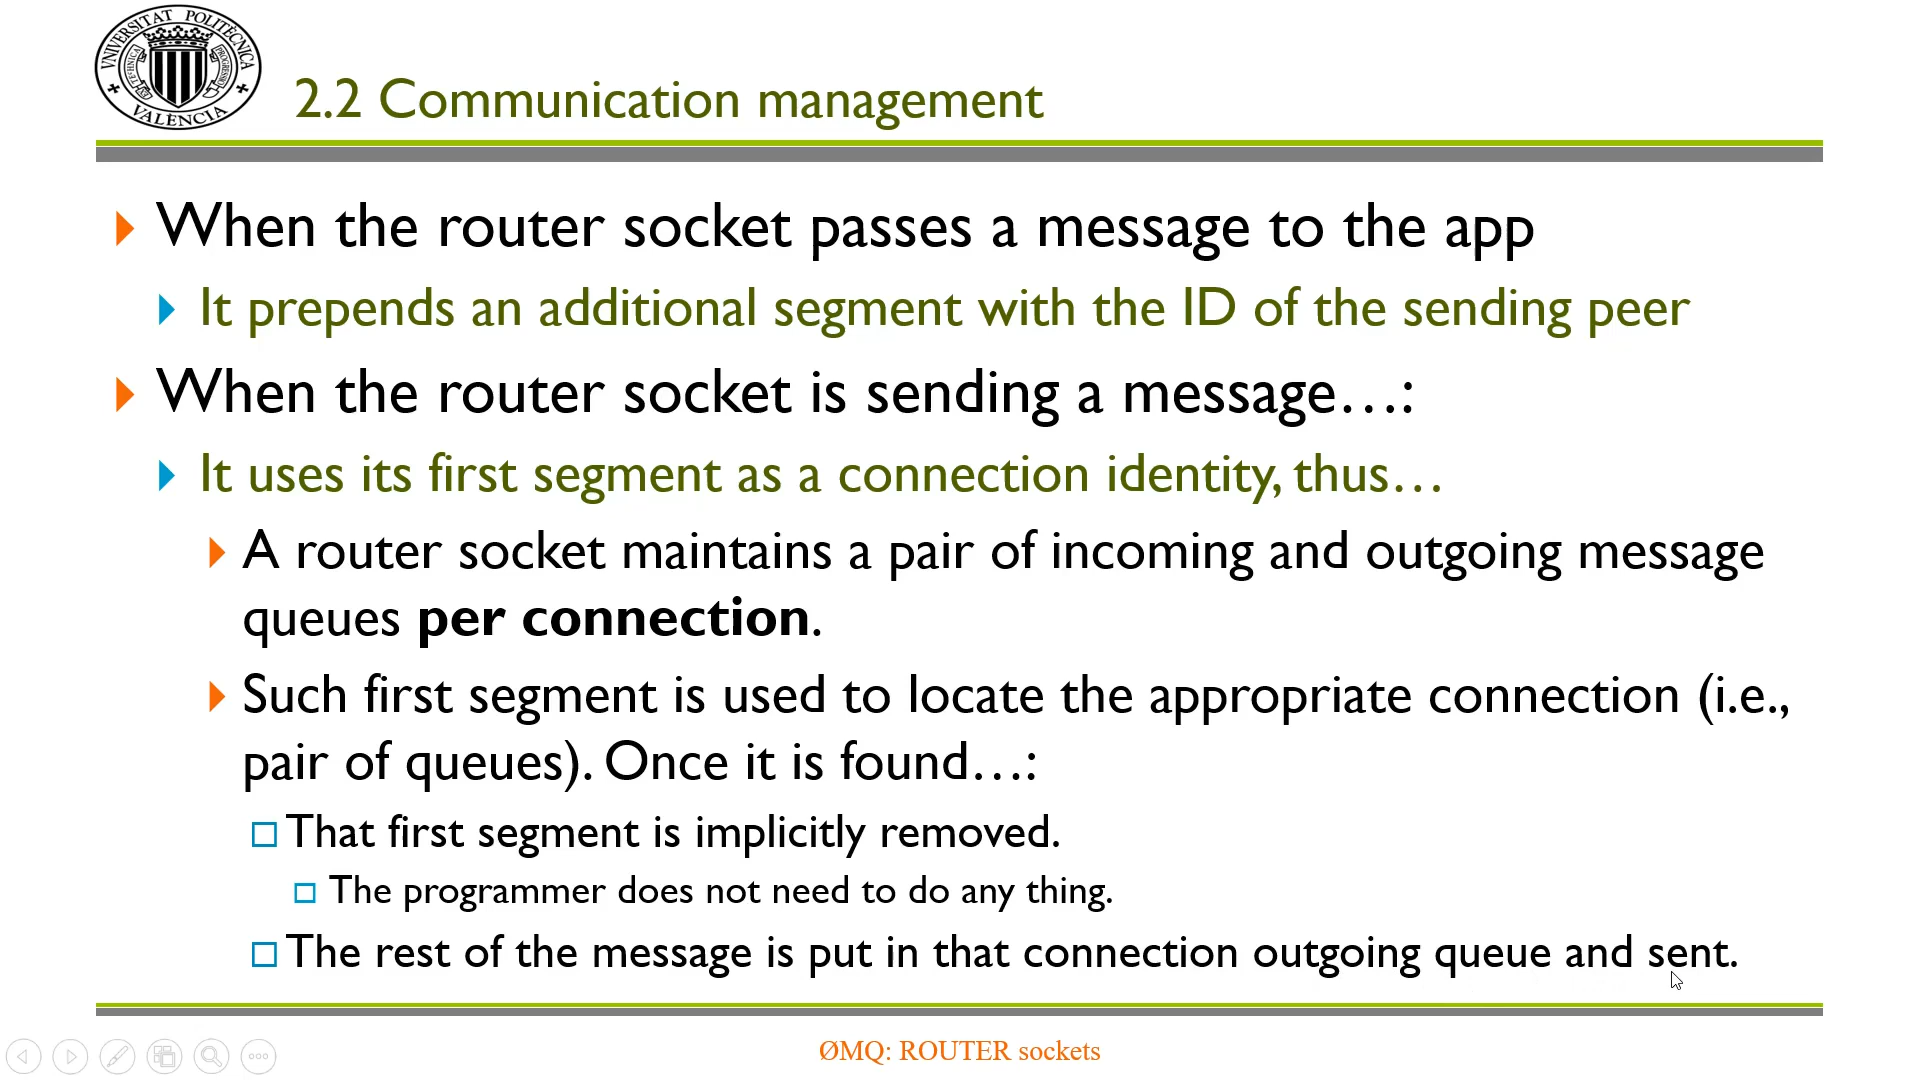 UNIVERSITAT POLITÈCNICA
VALÈNCIA
2.2 Communication management
When the router socket passes a message to the app
It prepends an additional segment with the ID of the sending peer
When the router socket is sending a message…:
It uses its first segment as a connection identity, thus…
A router socket maintains a pair of incoming and outgoing message
queues per connection.
Such first segment is used to locate the appropriate connection (i.e.,
pair of queues). Once it is found…:
That first segment is implicitly removed.
The programmer does not need to do any thing.
The rest of the message is put in that connection outgoing queue and sent.
ØMQ: ROUTER sockets